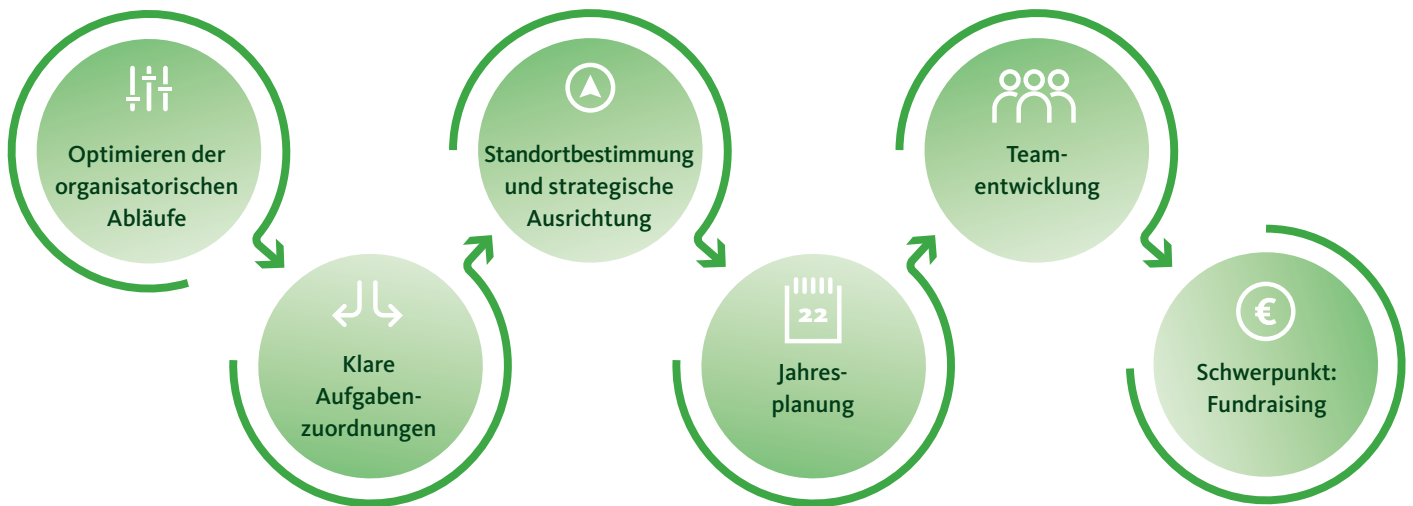 Optimieren der
organisatorischen
Abläufe
Klare
Aufgaben-
zuordnungen
Standortbestimmung
und strategische
Ausrichtung
22
Jahres-
planung
Team-
entwicklung
€
Schwerpunkt:
Fundraising